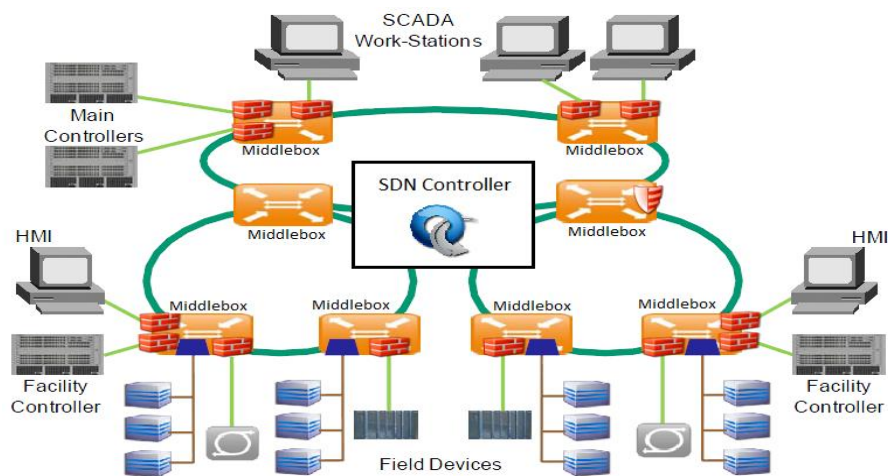 SCADA
Work-Stations
Main
Controllers
Middlebox
Middlebox
SDN Controller
Middlebox
Middlebox
HMI
HMI
Middlebox
Middlebox
Middlebox
Middlebox
Facility
Controller
Facility
Controller
Field Devices